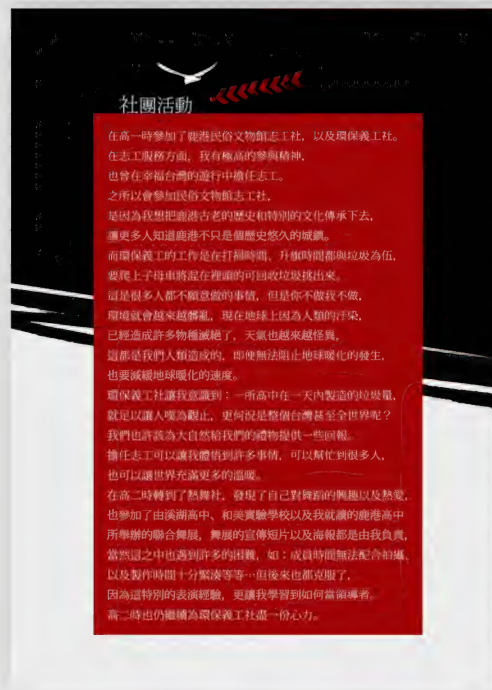 社團活動
在高一時參加了鹿港民俗文物館志工社，以及環保義工社。
在志工服務方面，我有極高的參與精神，
也曾在幸福台灣的遊行中擔任志工。
之所以會參加民俗文物館志工社，
是因為我想把鹿港古老的歷史和特別的文化傳承下去，
讓更多人知道鹿港不只是個歷史悠久的城鎮。
而環保義工的工作是在打掃時間、升旗時間都與垃圾為伍，
要爬上子母車將混在裡頭的可回收垃圾挑出來。
這是很多人都不願意做的事情，但是你不做我不做，
環境就會越來越髒亂，現在地球上因為人類的汙染，
已經造成許多物種滅絕了，天氣也越來越怪異，
這都是我們人類造成的，即便無法阻止地球暖化的發生，
也要減緩地球暖化的速度。
環保義工社讓我意識到：一所高中在一天內製造的垃圾量，
就足以讓人嘆為觀止，更何況是整個台灣甚至全世界呢？
我們也許該為大自然給我們的禮物提供一些回報。
擔任志工可以讓我體悟到許多事情，可以幫忙到很多人，
也可以讓世界充滿更多的溫暖。
在高二時轉到了熱舞社，發現了自己對舞蹈的興趣以及熱愛，
也參加了由溪湖高中、和美實驗學校以及我就讀的鹿港高中
所舉辦的聯合舞展，舞展的宣傳短片以及海報都是由我負責，
當然這之中也遇到許多的困難，如：成員時間無法配合拍攝、
以及製作時間十分緊湊等等…但後來也都克服了，
因為這特別的表演經驗，更讓我學習到如何當領導者。
高二時也仍繼續為環保義工社盡一份心力。